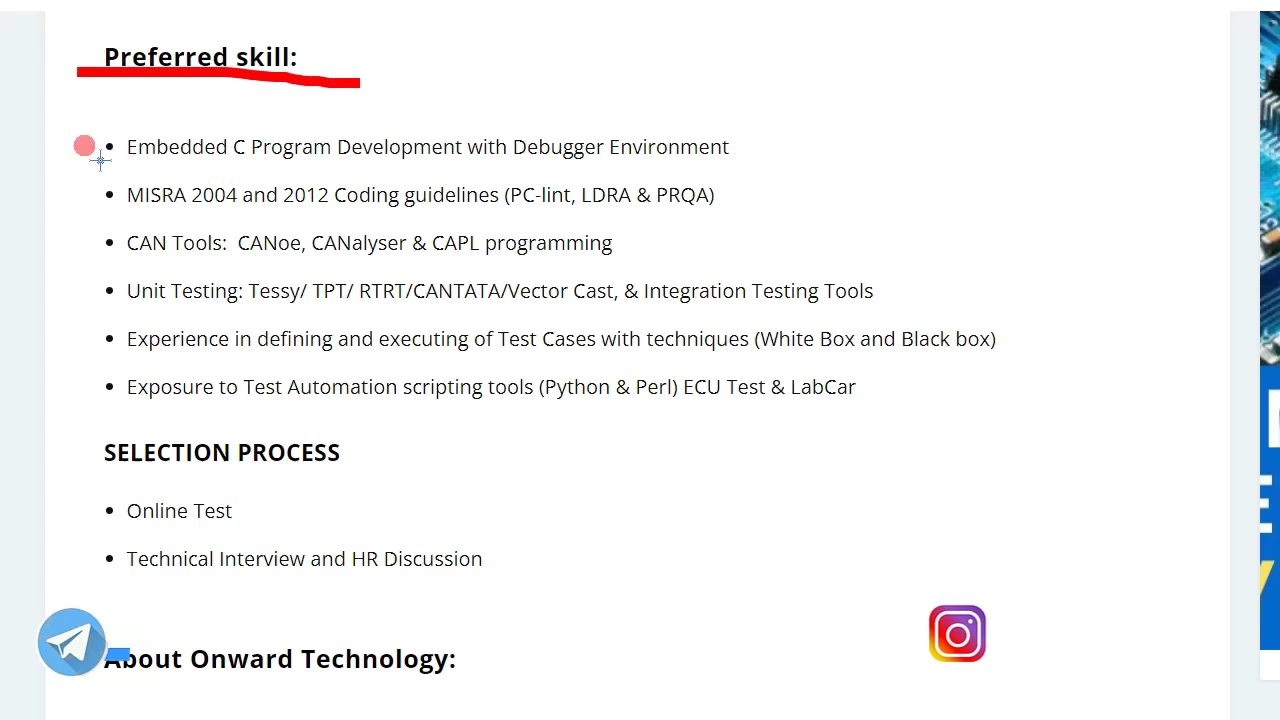 Preferred skill:
Embedded C Program Development with Debugger Environment
MISRA 2004 and 2012 Coding guidelines (PC-lint, LDRA & PRQA)
CAN Tools:  CANoe, CANalyser & CAPL programming
Unit Testing: Tessy/ TPT/ RTRT/CANTATA/Vector Cast, & Integration Testing Tools
Experience in defining and executing of Test Cases with techniques (White Box and Black box)
Exposure to Test Automation scripting tools (Python & Perl) ECU Test & LabCar
SELECTION PROCESS
Online Test
Technical Interview and HR Discussion
About Onward Technology: